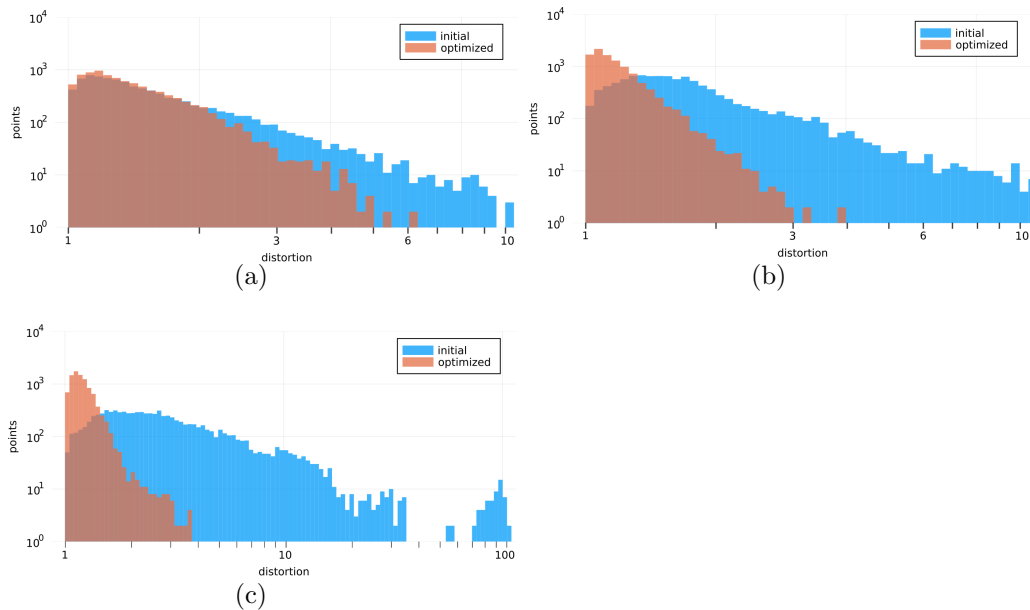 10^4
10^3
10^2
10^1
10^0
points
initial
optimized
1
3
6
10
distortion
(a)
10^4
10^3
10^2
10^1
10^0
points
initial
optimized
1
3
6
10
distortion
(b)
10^4
10^3
10^2
10^1
10^0
points
initial
optimized
1
10
100
distortion
(c)